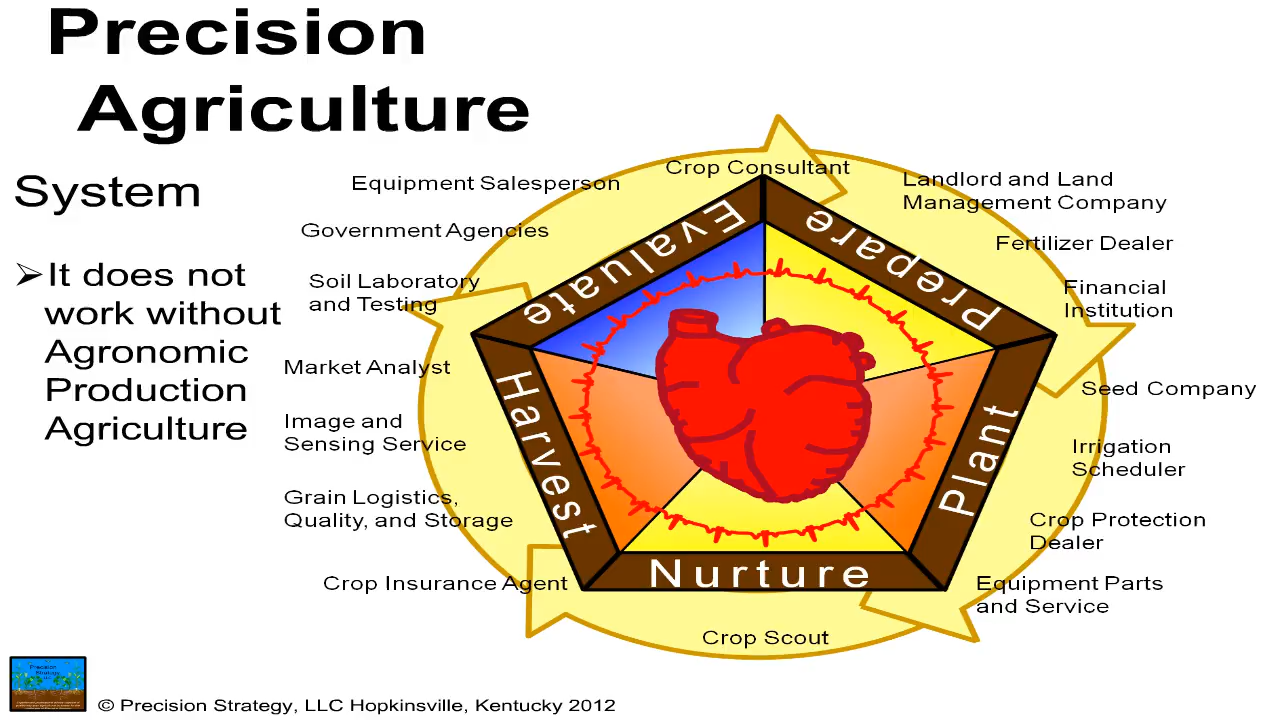 Precision
Agriculture
System
➢It does not
work without
Agronomic
Production
Agriculture
Crop Consultant
Equipment Salesperson
Government Agencies
Soil Laboratory
and Testing
Market Analyst
Image and
Sensing Service
Grain Logistics,
Quality, and Storage
Crop Insurance Agent
Crop Scout
Landlord and Land
Management Company
Fertilizer Dealer
Financial
Institution
Seed Company
Irrigation
Scheduler
Crop Protection
Dealer
Equipment Parts
and Service
Evaluate
Prepare
Plant
Nurture
Harvest
Precision
Strategy
© Precision Strategy, LLC Hopkinsville, Kentucky 2012